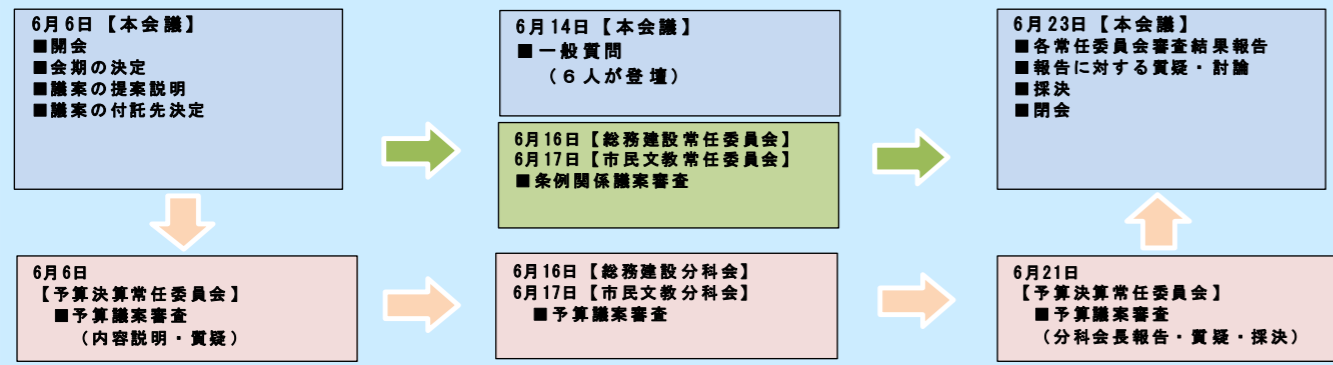 6月6日【本会議】
■開会
■会期の決定
■議案の提案説明
■議案の付託先決定
6月14日【本会議】
■一般質問
（６人が登壇）
6月16日【総務建設常任委員会】
6月17日【市民文教常任委員会】
■条例関係議案審査
6月23日【本会議】
■各常任委員会審査結果報告
■報告に対する質疑・討論
■採決
■閉会
6月6日
【予算決算常任委員会】
■予算議案審査
（内容説明・質疑）
6月16日【総務建設分科会】
6月17日【市民文教分科会】
■予算議案審査
6月21日
【予算決算常任委員会】
■予算議案審査
（分科会長報告・質疑・採決）